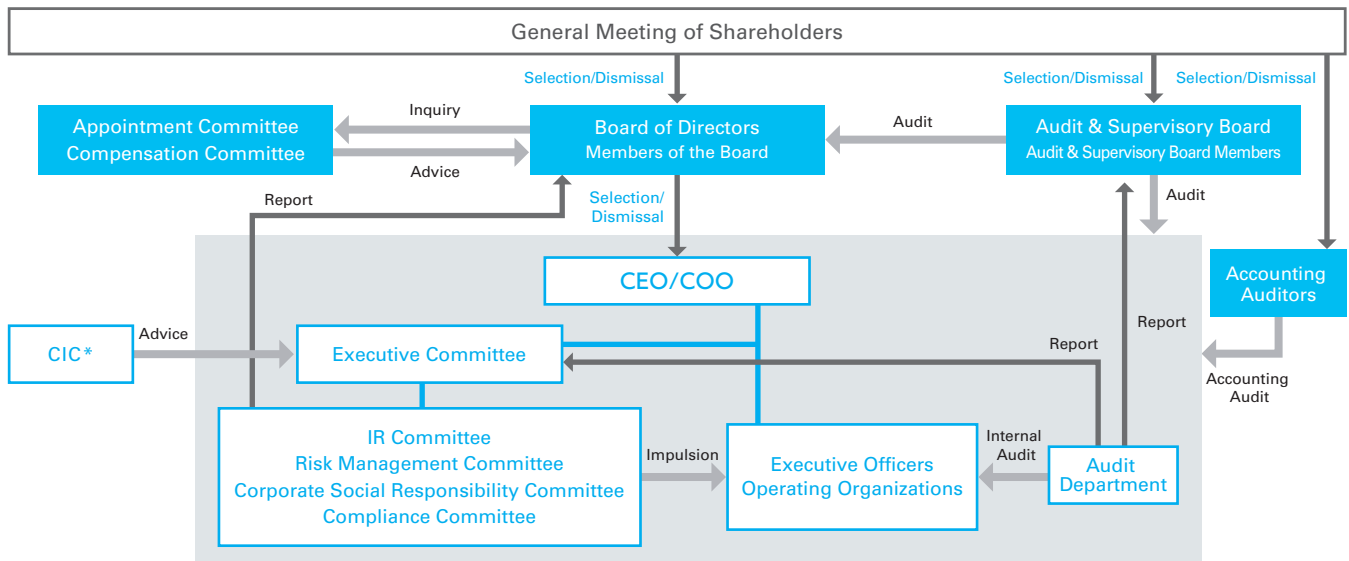 General Meeting of Shareholders
Selection/Dismissal
Selection/Dismissal
Selection/Dismissal
Appointment Committee
Compensation Committee
Inquiry
Advice
Board of Directors
Members of the Board
Audit
Audit & Supervisory Board
Audit & Supervisory Board Members
Report
Selection/
Dismissal
Audit
CEO/COO
Accounting
Auditors
CIC*
Advice
Executive Committee
Report
Report
Accounting
Audit
IR Committee
Risk Management Committee
Corporate Social Responsibility Committee
Compliance Committee
Impulsion
Executive Officers
Operating Organizations
Internal
Audit
Audit
Department